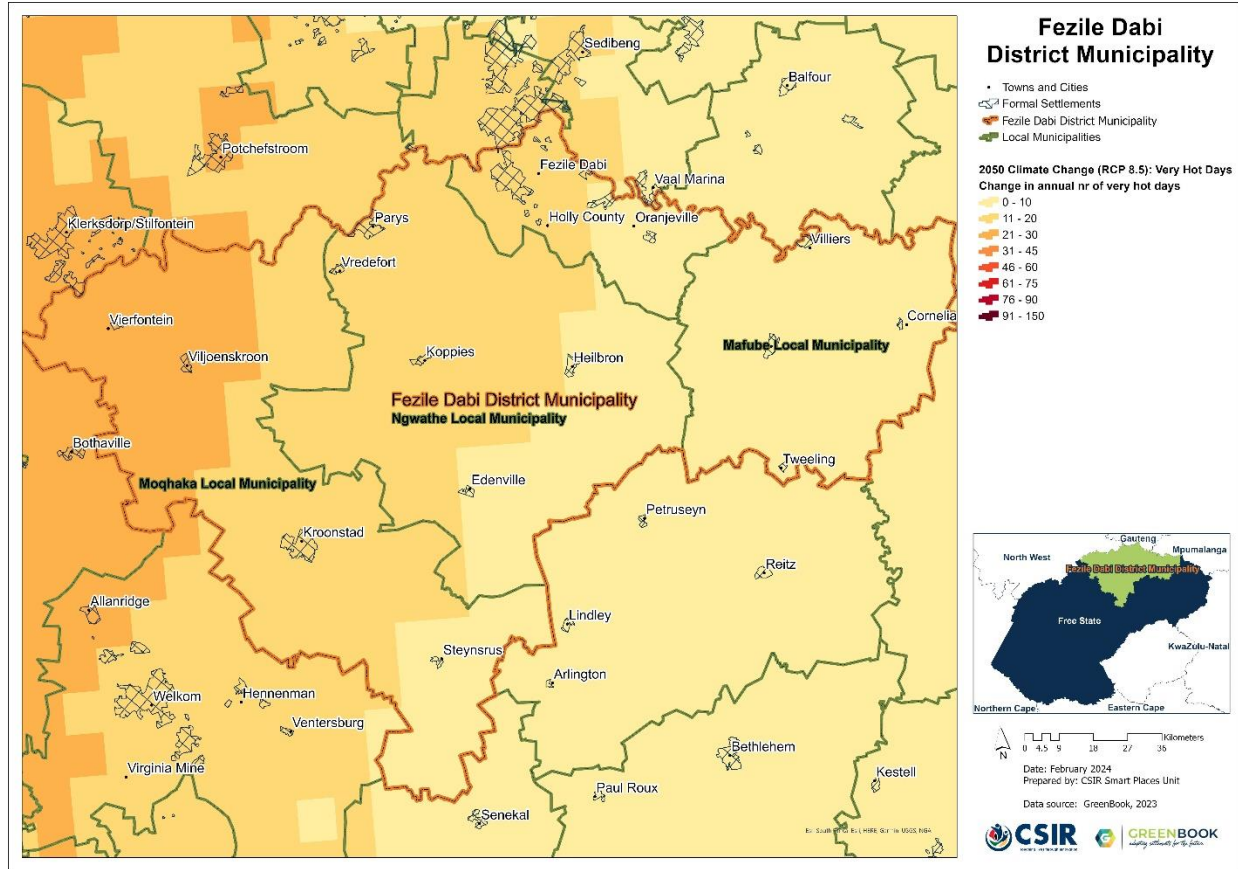 Fezile Dabi
District Municipality
Towns and Cities
Formal Settlements
Fezile Dabi District Municipality
Local Municipalities
2050 Climate Change (RCP 8.5): Very Hot Days
Change in annual nr of very hot days
0 - 10
11 - 20
21 - 30
31 - 45
46 - 60
61 - 75
76 - 90
91 - 150
Sedibeng
Balfour
Potchefstroom
Fezile Dabi
Vaal Marina
Klerksdorp/Stilfontein
Parys
Holly County
Oranjeville
Villiers
Vredefort
Vierfontein
Cornelia
Viljoenskroon
Koppies
Heilbron
Mafube Local Municipality
Fezile Dabi District Municipality
Ngwathe Local Municipality
Bothaville
Tweeling
Moqhaka Local Municipality
Edenville
Petruseyn
Kroonstad
Reitz
Allanridge
Lindley
Steynsrus
Arlington
Welkom
Hennenman
Ventersburg
Bethlehem
Virginia Mine
Kestell
Paul Roux
Senekal
Gauteng
North West
Mpumalanga
Fezile Dabi District Municipality
Free State
KwaZulu-Natal
Northern Cape
Eastern Cape
Kilometers
0 4.5 9 18 27 36
N
Date: February 2024
Prepared by: CSIR Smart Places Unit
Data source: GreenBook, 2023
CSIR
GREENBOOK
adapting settlements for the future